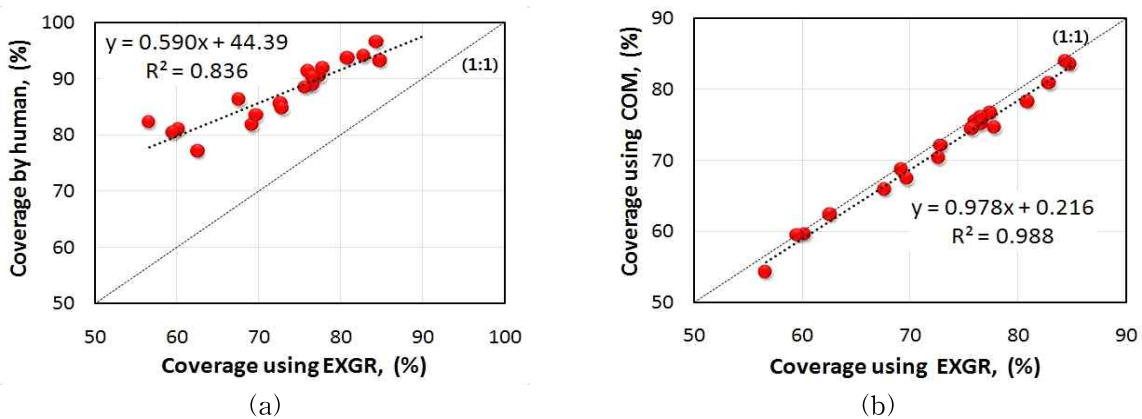 100
90
80
70
60
50
Coverage by human, (%)
y = 0.590x + 44.39
R² = 0.836
(1:1)
50 60 70 80 90 100
Coverage using EXGR, (%)
(a)
90
80
70
60
50
Coverage using COM, (%)
(1:1)
y = 0.978x + 0.216
R² = 0.988
50 60 70 80 90
Coverage using EXGR, (%)
(b)